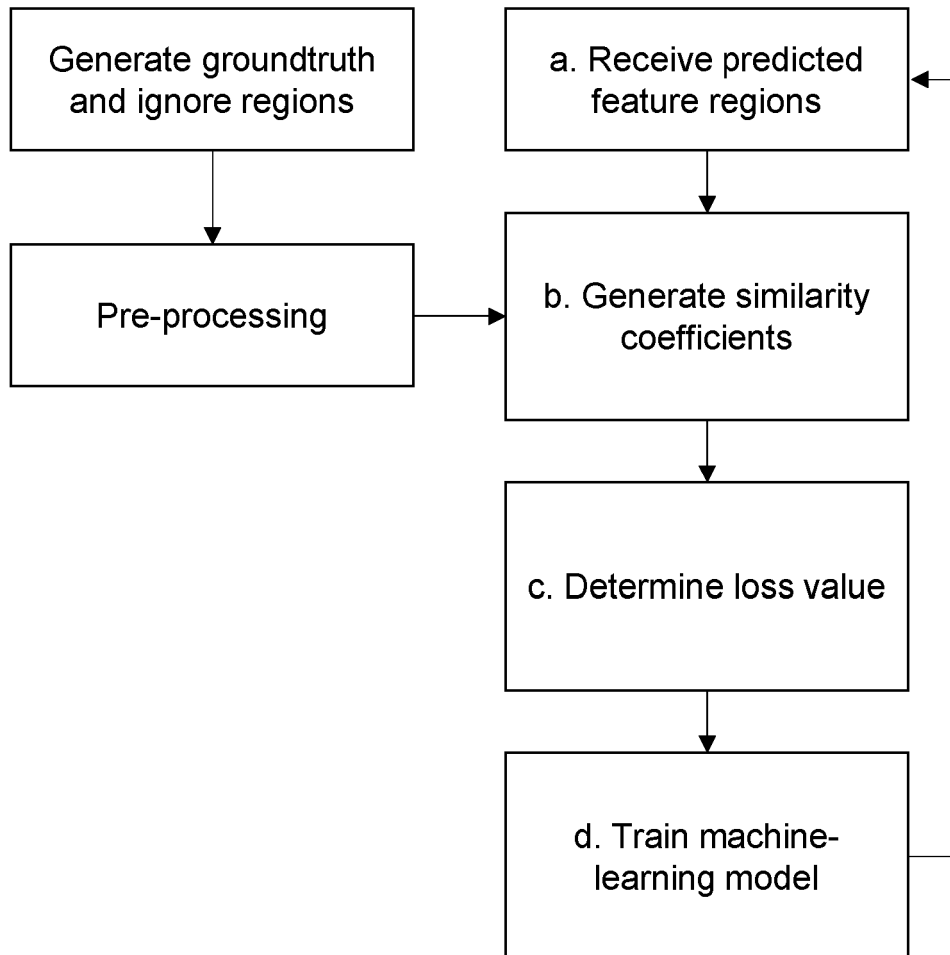 Generate groundtruth
and ignore regions
Pre-processing
a. Receive predicted
feature regions
b. Generate similarity
coefficients
c. Determine loss value
d. Train machine-
learning model